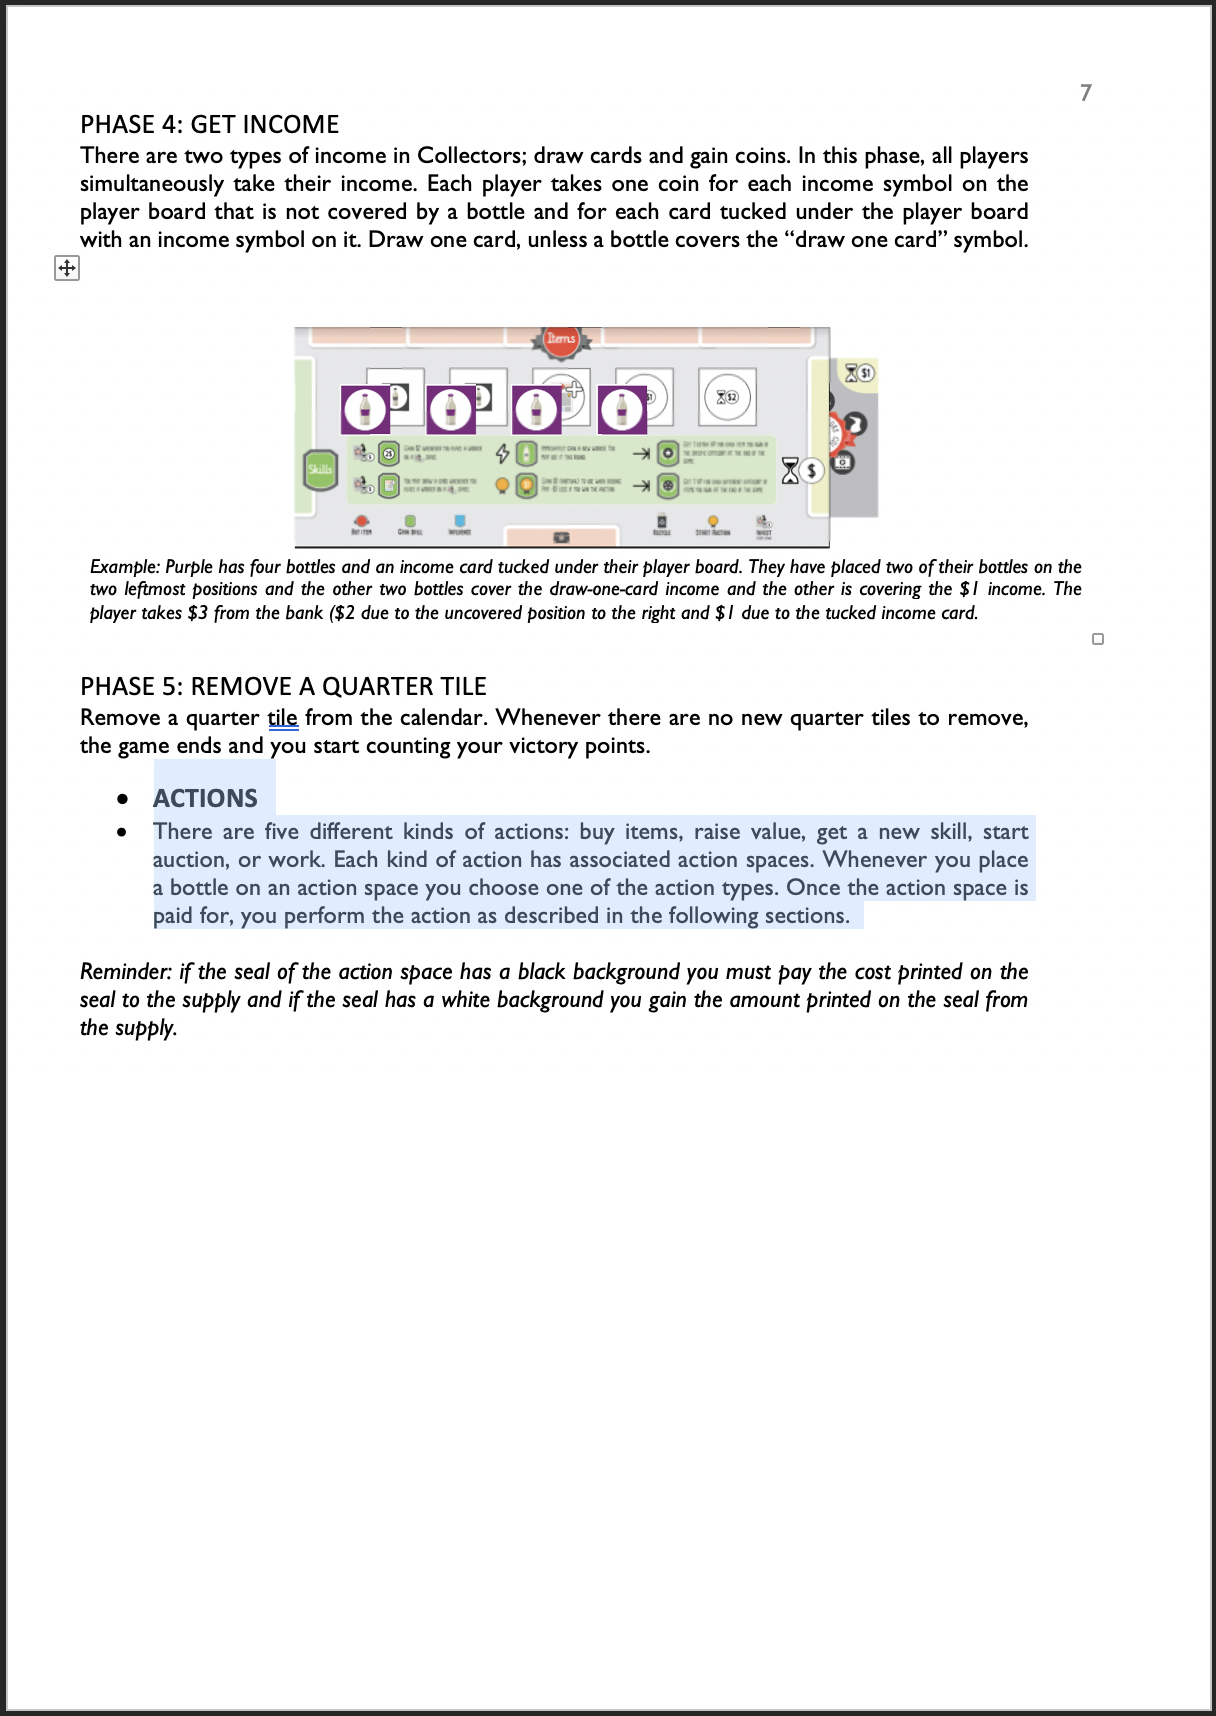 7
PHASE 4: GET INCOME
There are two types of income in Collectors; draw cards and gain coins. In this phase, all players
simultaneously take their income. Each player takes one coin for each income symbol on the
player board that is not covered by a bottle and for each card tucked under the player board
with an income symbol on it. Draw one card, unless a bottle covers the “draw one card” symbol.
Items
$1
$2
Skills
$
BUY ITEM
GAIN SKILL
INFLUENCE
RECYCLE
START AUCTION
Example: Purple has four bottles and an income card tucked under their player board. They have placed two of their bottles on the
two leftmost positions and the other two bottles cover the draw-one-card income and the other is covering the $1 income. The
player takes $3 from the bank ($2 due to the uncovered position to the right and $1 due to the tucked income card.
PHASE 5: REMOVE A QUARTER TILE
Remove a quarter tile from the calendar. Whenever there are no new quarter tiles to remove,
the game ends and you start counting your victory points.
• ACTIONS
• There are five different kinds of actions: buy items, raise value, get a new skill, start
auction, or work. Each kind of action has associated action spaces. Whenever you place
a bottle on an action space you choose one of the action types. Once the action space is
paid for, you perform the action as described in the following sections.
Reminder: if the seal of the action space has a black background you must pay the cost printed on the
seal to the supply and if the seal has a white background you gain the amount printed on the seal from
the supply.